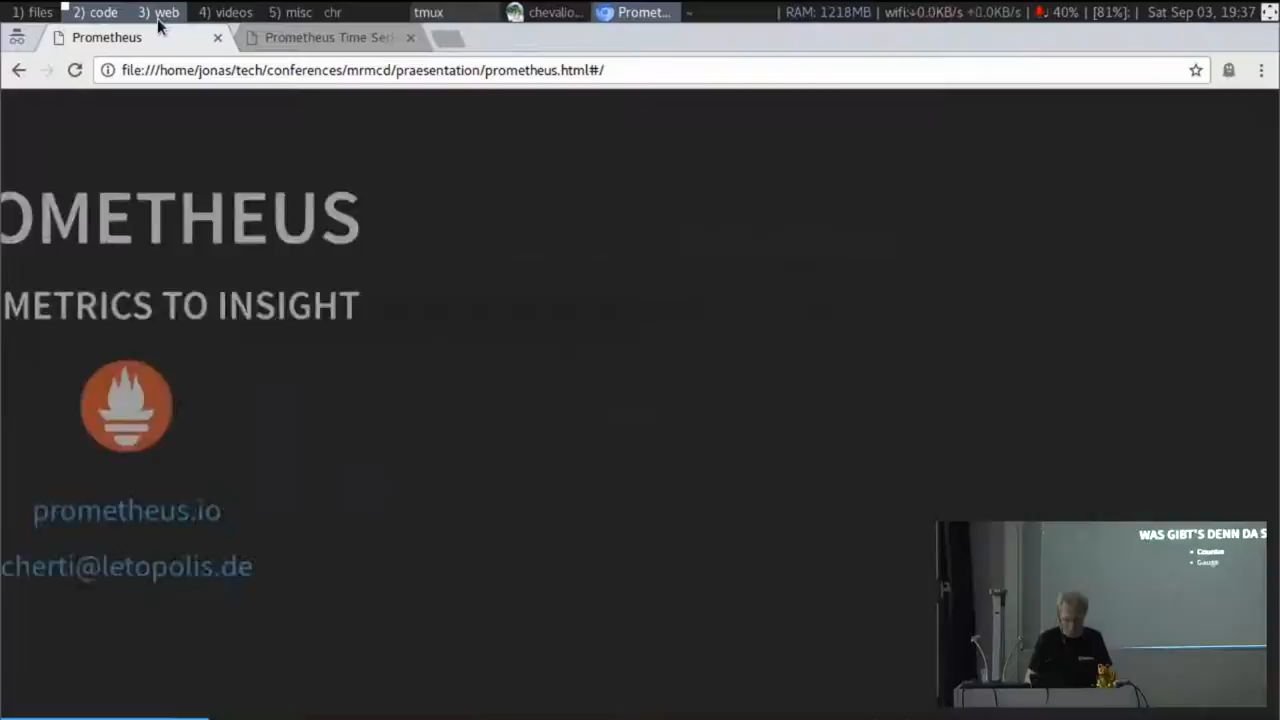 1) files 2) code 3) web 4) videos 5) misc chr tmux chevalio... Promet... ~ | RAM: 1218MB | wifi:↓0.0KB/s ↑0.0KB/s | 40% | [81%]: | Sat Sep 03, 19:37
Prometheus × Prometheus Time Ser ×
file:///home/jonas/tech/conferences/mrmcd/praesentation/prometheus.html#/
OMETHEUS
METRICS TO INSIGHT
prometheus.io
cherti@letopolis.de
WAS GIBT'S DENN DA S
• Counter
• Gauge